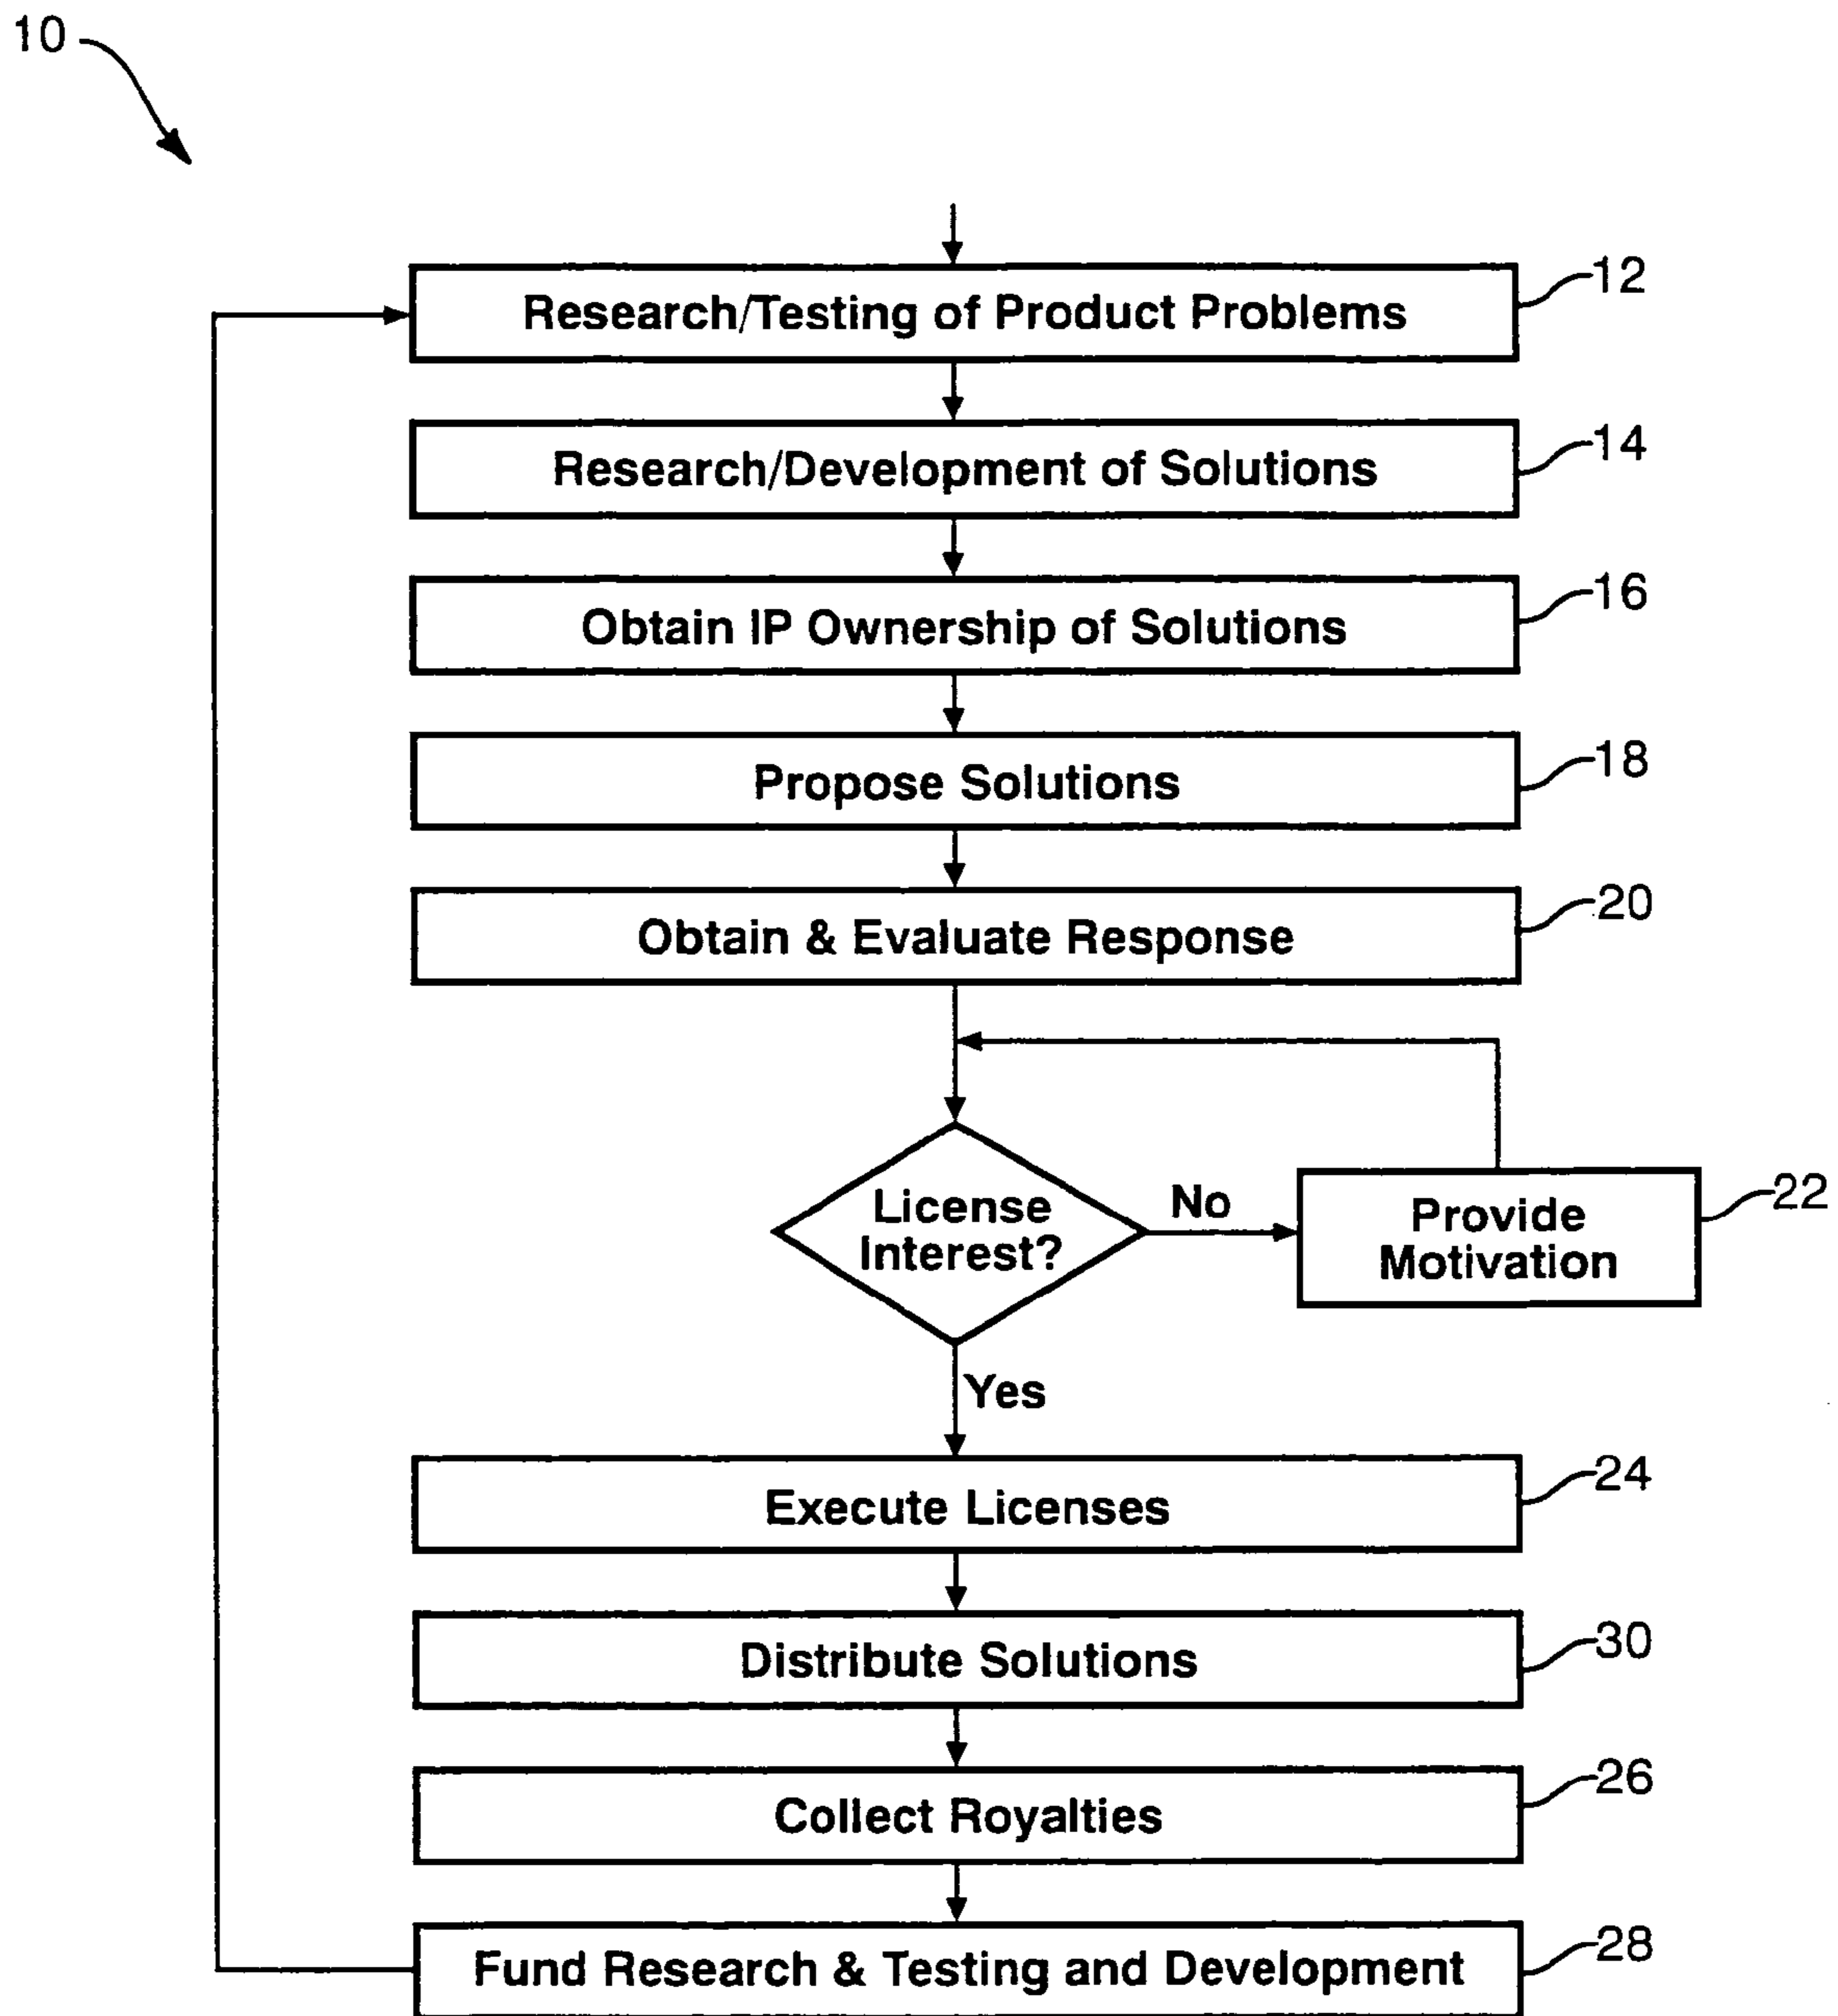 10
Research/Testing of Product Problems
12
Research/Development of Solutions
14
Obtain IP Ownership of Solutions
16
Propose Solutions
18
Obtain & Evaluate Response
20
License
Interest?
No
Provide
Motivation
22
Yes
Execute Licenses
24
Distribute Solutions
30
Collect Royalties
26
Fund Research & Testing and Development
28